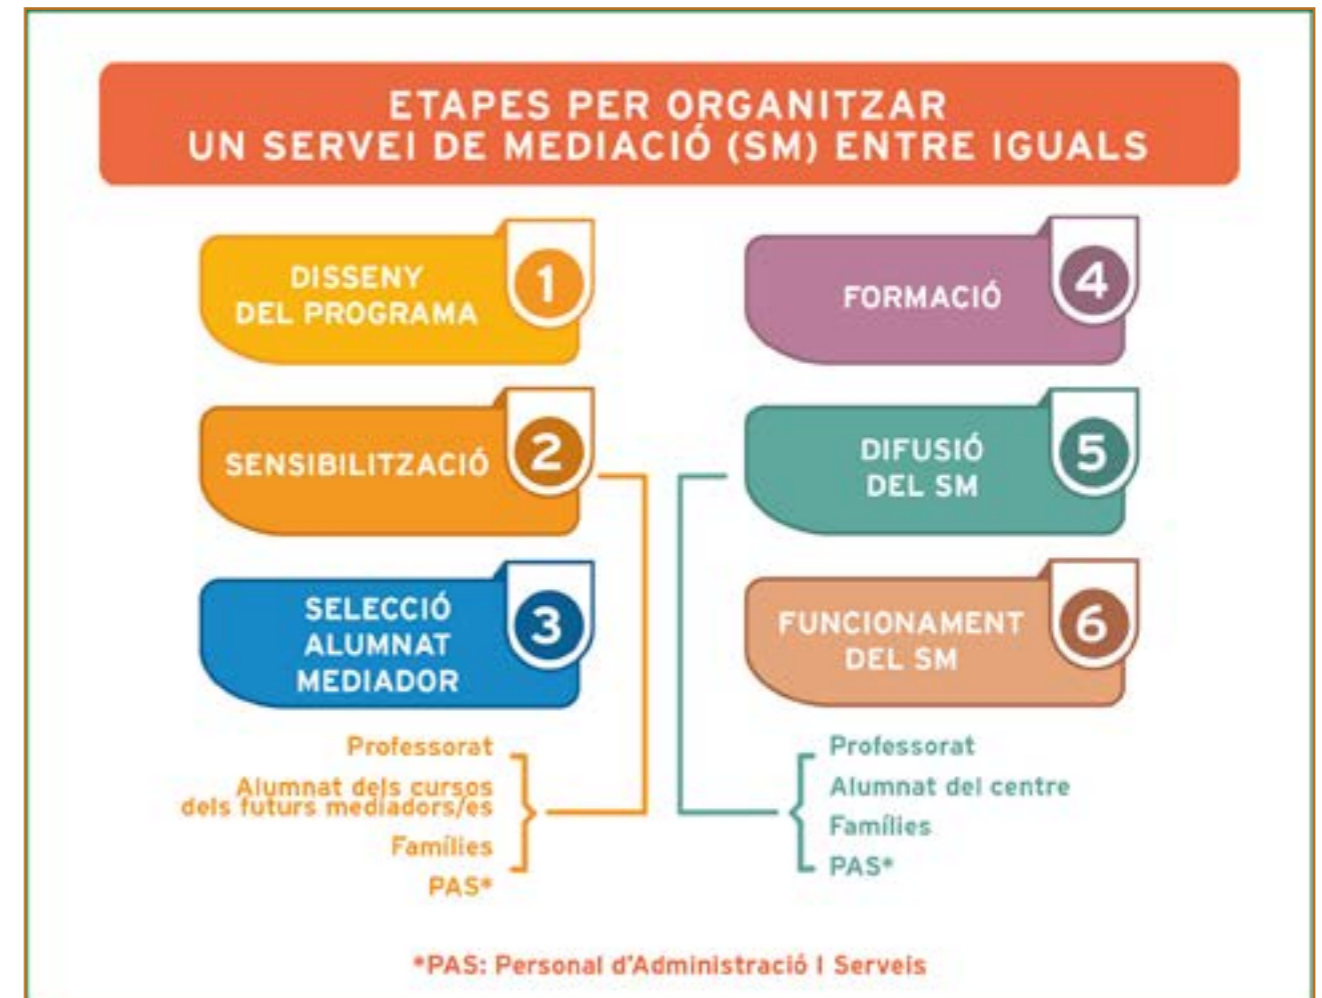 ETAPES PER ORGANITZAR
UN SERVEI DE MEDIACIÓ (SM) ENTRE IGUALS
DISSENY
DEL PROGRAMA
1
SENSIBILITZACIÓ
2
SELECCIÓ
ALUMNAT
MEDIADOR
3
FORMACIÓ
4
DIFUSIÓ
DEL SM
5
FUNCIONAMENT
DEL SM
6
Professorat
Alumnat dels cursos
dels futurs mediadors/es
Famílies
PAS*
Professorat
Alumnat del centre
Famílies
PAS*
*PAS: Personal d'Administració I Serveis